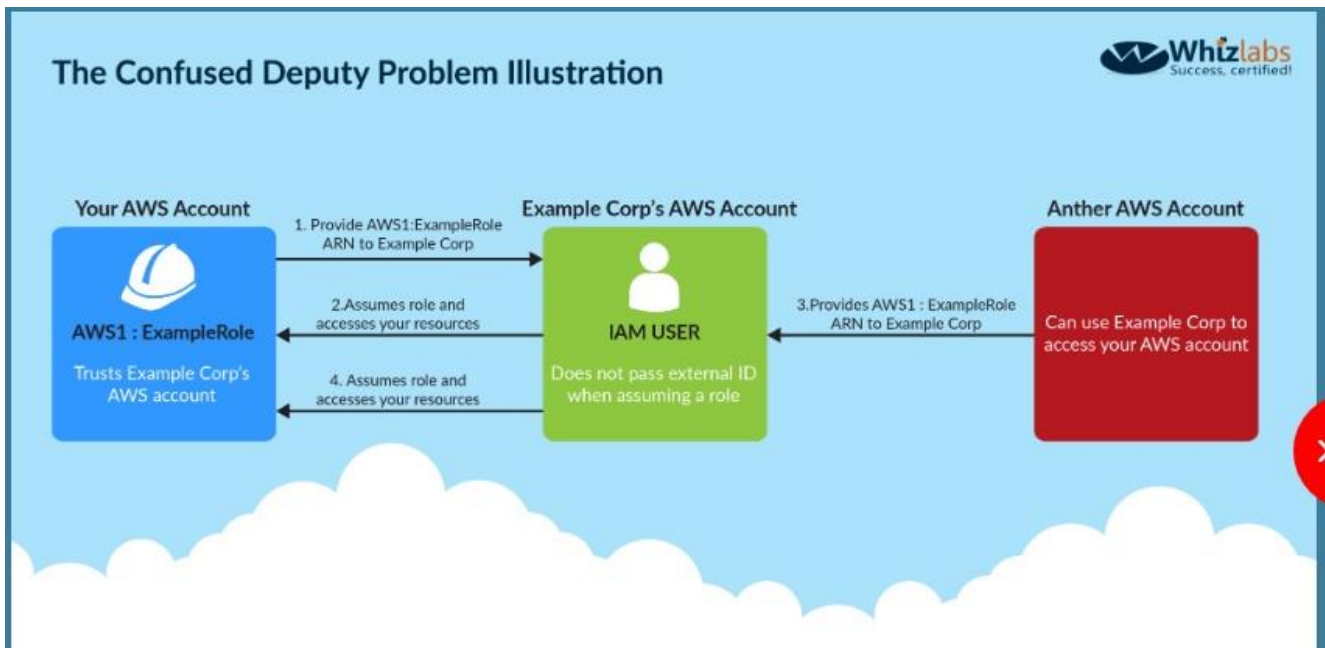 The Confused Deputy Problem Illustration
Whizlabs
Success, certified!
Your AWS Account
Example Corp's AWS Account
Anther AWS Account
1. Provide AWS1:ExampleRole
ARN to Example Corp
2.Assumes role and
accesses your resources
3.Provides AWS1 : ExampleRole
ARN to Example Corp
4. Assumes role and
accesses your resources
AWS1 : ExampleRole
Trusts Example Corp's
AWS account
IAM USER
Does not pass external ID
when assuming a role
Can use Example Corp to
access your AWS account